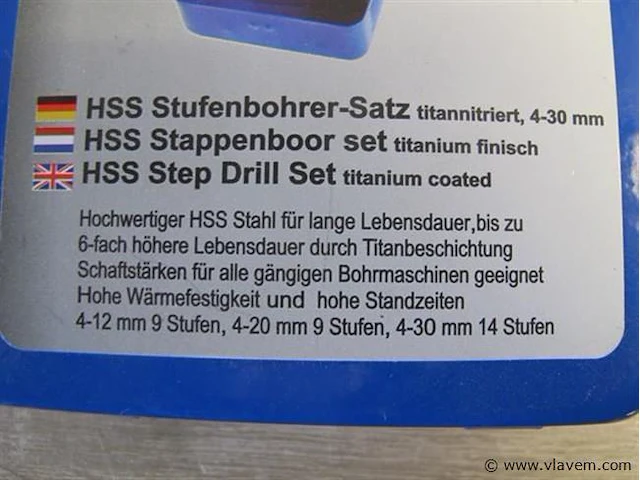 HSS Stufenbohrer-Satz titannitriert, 4-30 mm
HSS Stappenboor set titanium finisch
HSS Step Drill Set titanium coated
Hochwertiger HSS Stahl für lange Lebensdauer,bis zu
6-fach höhere Lebensdauer durch Titanbeschichtung
Schaftstärken für alle gängigen Bohrmaschinen geeignet
Hohe Wärmefestigkeit und hohe Standzeiten
4-12 mm 9 Stufen, 4-20 mm 9 Stufen, 4-30 mm 14 Stufen
© www.vlavem.com